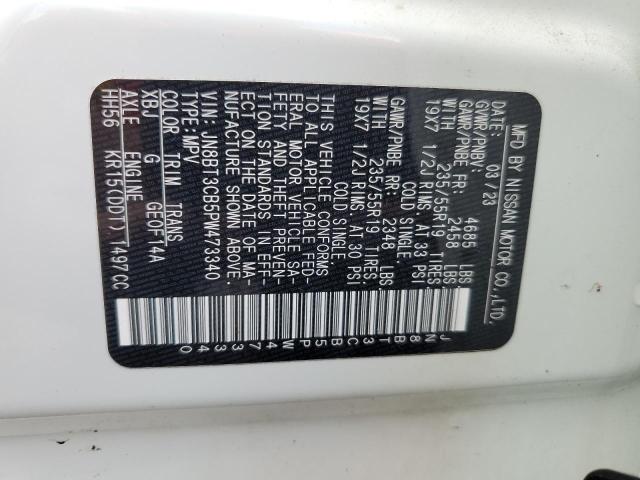 MFD BY NISSAN MOTOR CO.,LTD.
DATE: 03/23
GVWR/PNBV: 4685 LBS.
GAWR/PNBE FR: 2458 LBS.
WITH 235/55R19 TIRES,
19X7 1/2J RIMS, AT 33 PSI
COLD SINGLE.
GAWR/PNBE RR: 2348 LBS.
WITH 235/55R19 TIRES,
19X7 1/2J RIMS, AT 30 PSI
COLD SINGLE.
THIS VEHICLE CONFORMS
TO ALL APPLICABLE FED-
ERAL MOTOR VEHICLE SA-
FETY AND THEFT PREVEN-
TION STANDARDS IN EFF-
ECT ON THE DATE OF MA-
NUFACTURE SHOWN ABOVE.
VIN: JN8BT3CB5PW473340
TYPE:MPV
COLOR TRIM TRANS
XBJ G GE0F14A
AXLE ENGINE
HH56 KR15(DDT) 1497CC
JN8BT3CB5PW473340